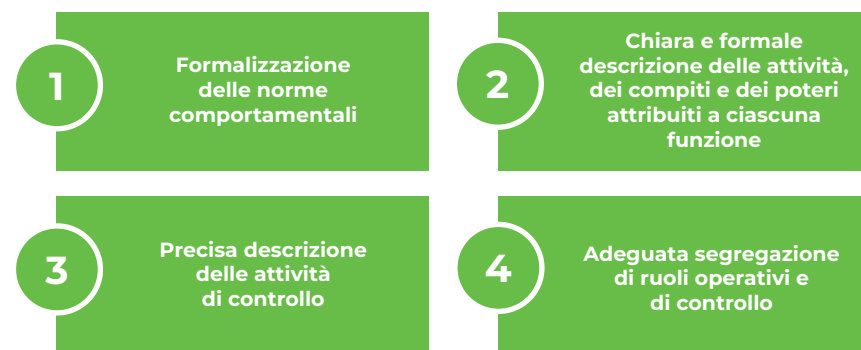 1
Formalizzazione
delle norme
comportamentali
2
Chiara e formale
descrizione delle attività,
dei compiti e dei poteri
attribuiti a ciascuna
funzione
3
Precisa descrizione
delle attività
di controllo
4
Adeguata segregazione
di ruoli operativi e
di controllo